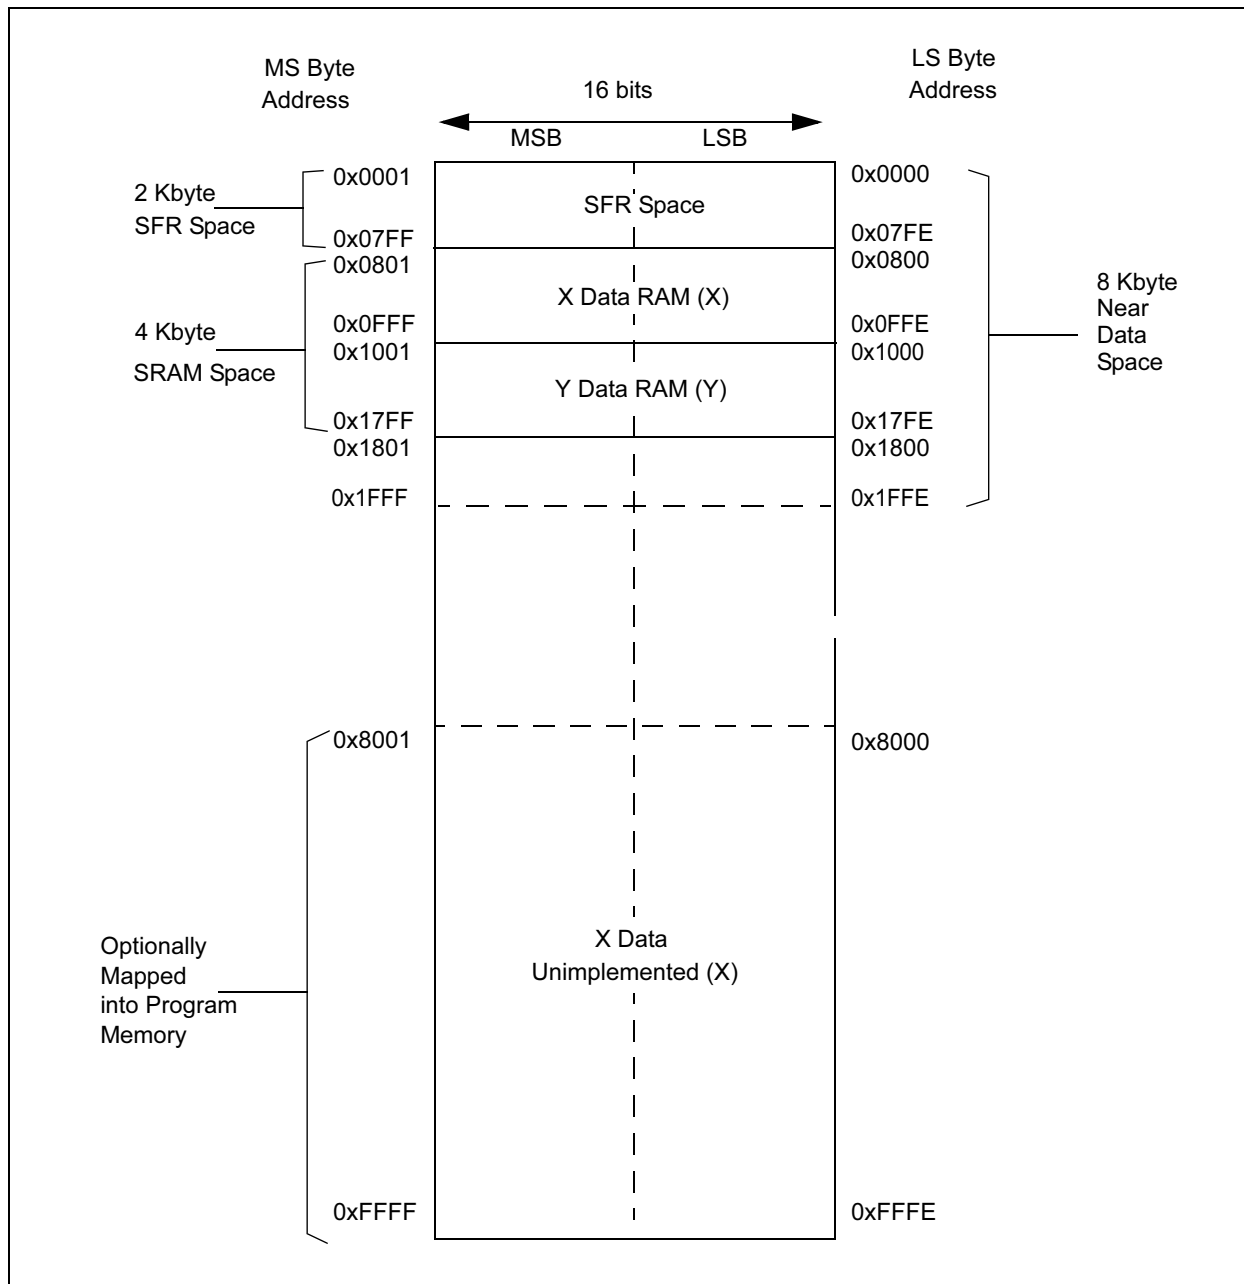 MS Byte
Address
16 bits
LS Byte
Address
MSB
LSB
2 Kbyte
SFR Space
0x0001
SFR Space
0x0000
0x07FF
0x07FE
0x0801
0x0800
4 Kbyte
SRAM Space
X Data RAM (X)
8 Kbyte
Near
Data
Space
0x0FFF
0x0FFE
0x1001
0x1000
Y Data RAM (Y)
0x17FF
0x17FE
0x1801
0x1800
0x1FFF
0x1FFE
0x8001
0x8000
Optionally
Mapped
into Program
Memory
X Data
Unimplemented (X)
0xFFFF
0xFFFE